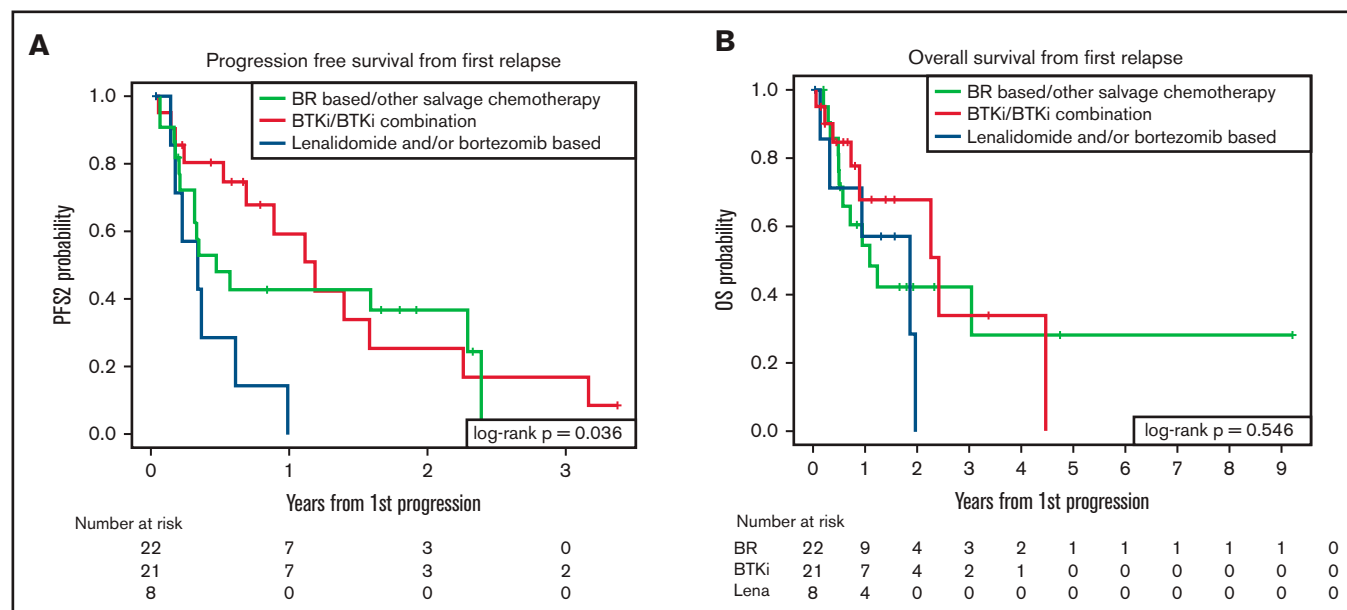 A
Progression free survival from first relapse
BR based/other salvage chemotherapy
BTKi/BTKi combination
Lenalidomide and/or bortezomib based
PFS2 probability
1.0
0.8
0.6
0.4
0.2
0.0
log-rank p = 0.036
0 1 2 3
Years from 1st progression
Number at risk
22 7 3 0
21 7 3 2
8 0 0 0
B
Overall survival from first relapse
BR based/other salvage chemotherapy
BTKi/BTKi combination
Lenalidomide and/or bortezomib based
OS probability
1.0
0.8
0.6
0.4
0.2
0.0
log-rank p = 0.546
0 1 2 3 4 5 6 7 8 9
Years from 1st progression
Number at risk
BR 22 9 4 3 2 1 1 1 1 1 0
BTKi 21 7 4 2 1 0 0 0 0 0 0
Lena 8 4 0 0 0 0 0 0 0 0 0